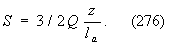 S = 3 / 2 Q z / l_a . (276)